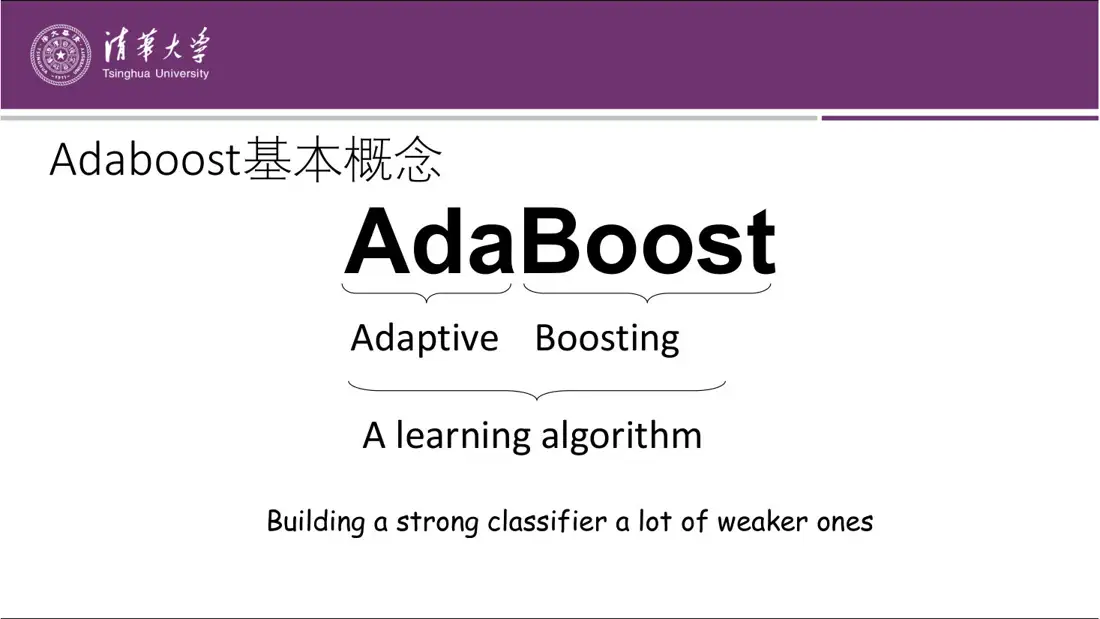 清华大学
Tsinghua University
Adaboost基本概念
AdaBoost
Adaptive Boosting
A learning algorithm
Building a strong classifier a lot of weaker ones